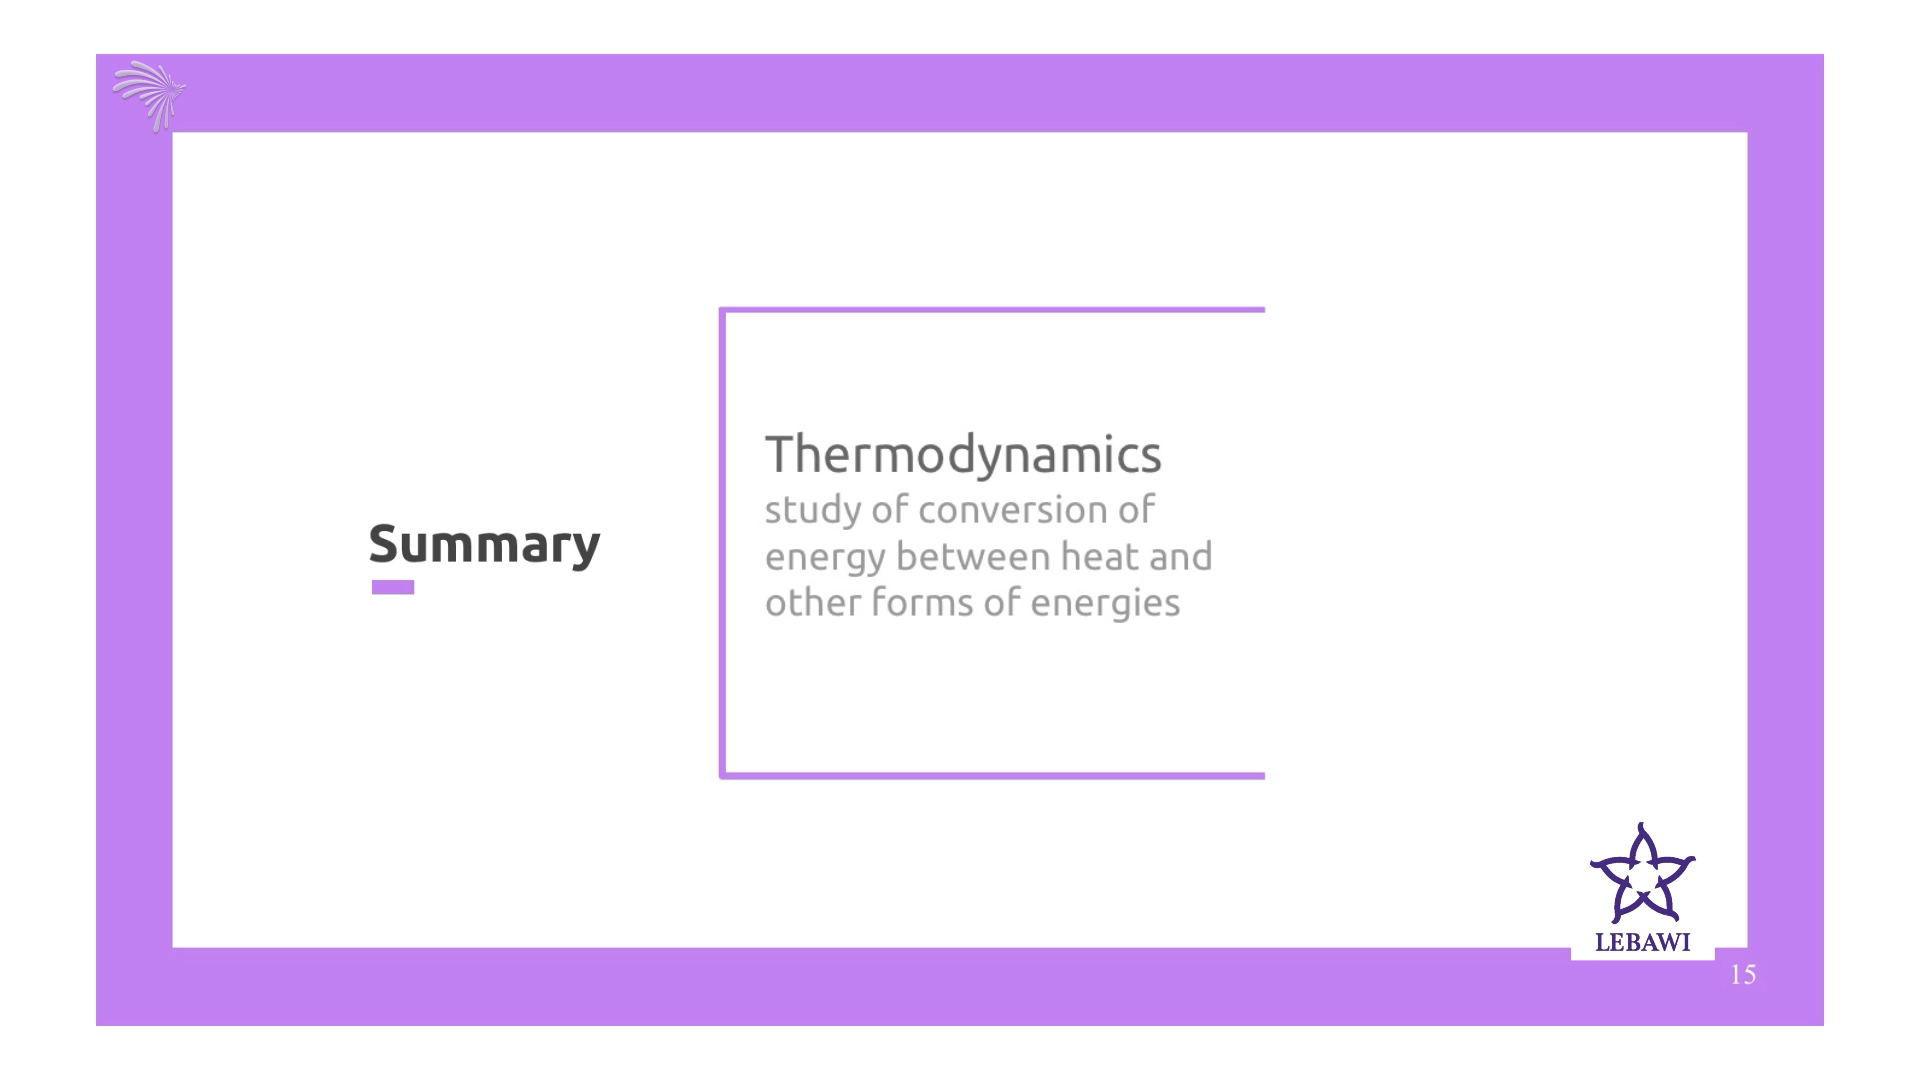 Summary
Thermodynamics
study of conversion of
energy between heat and
other forms of energies
LEBAWI
15